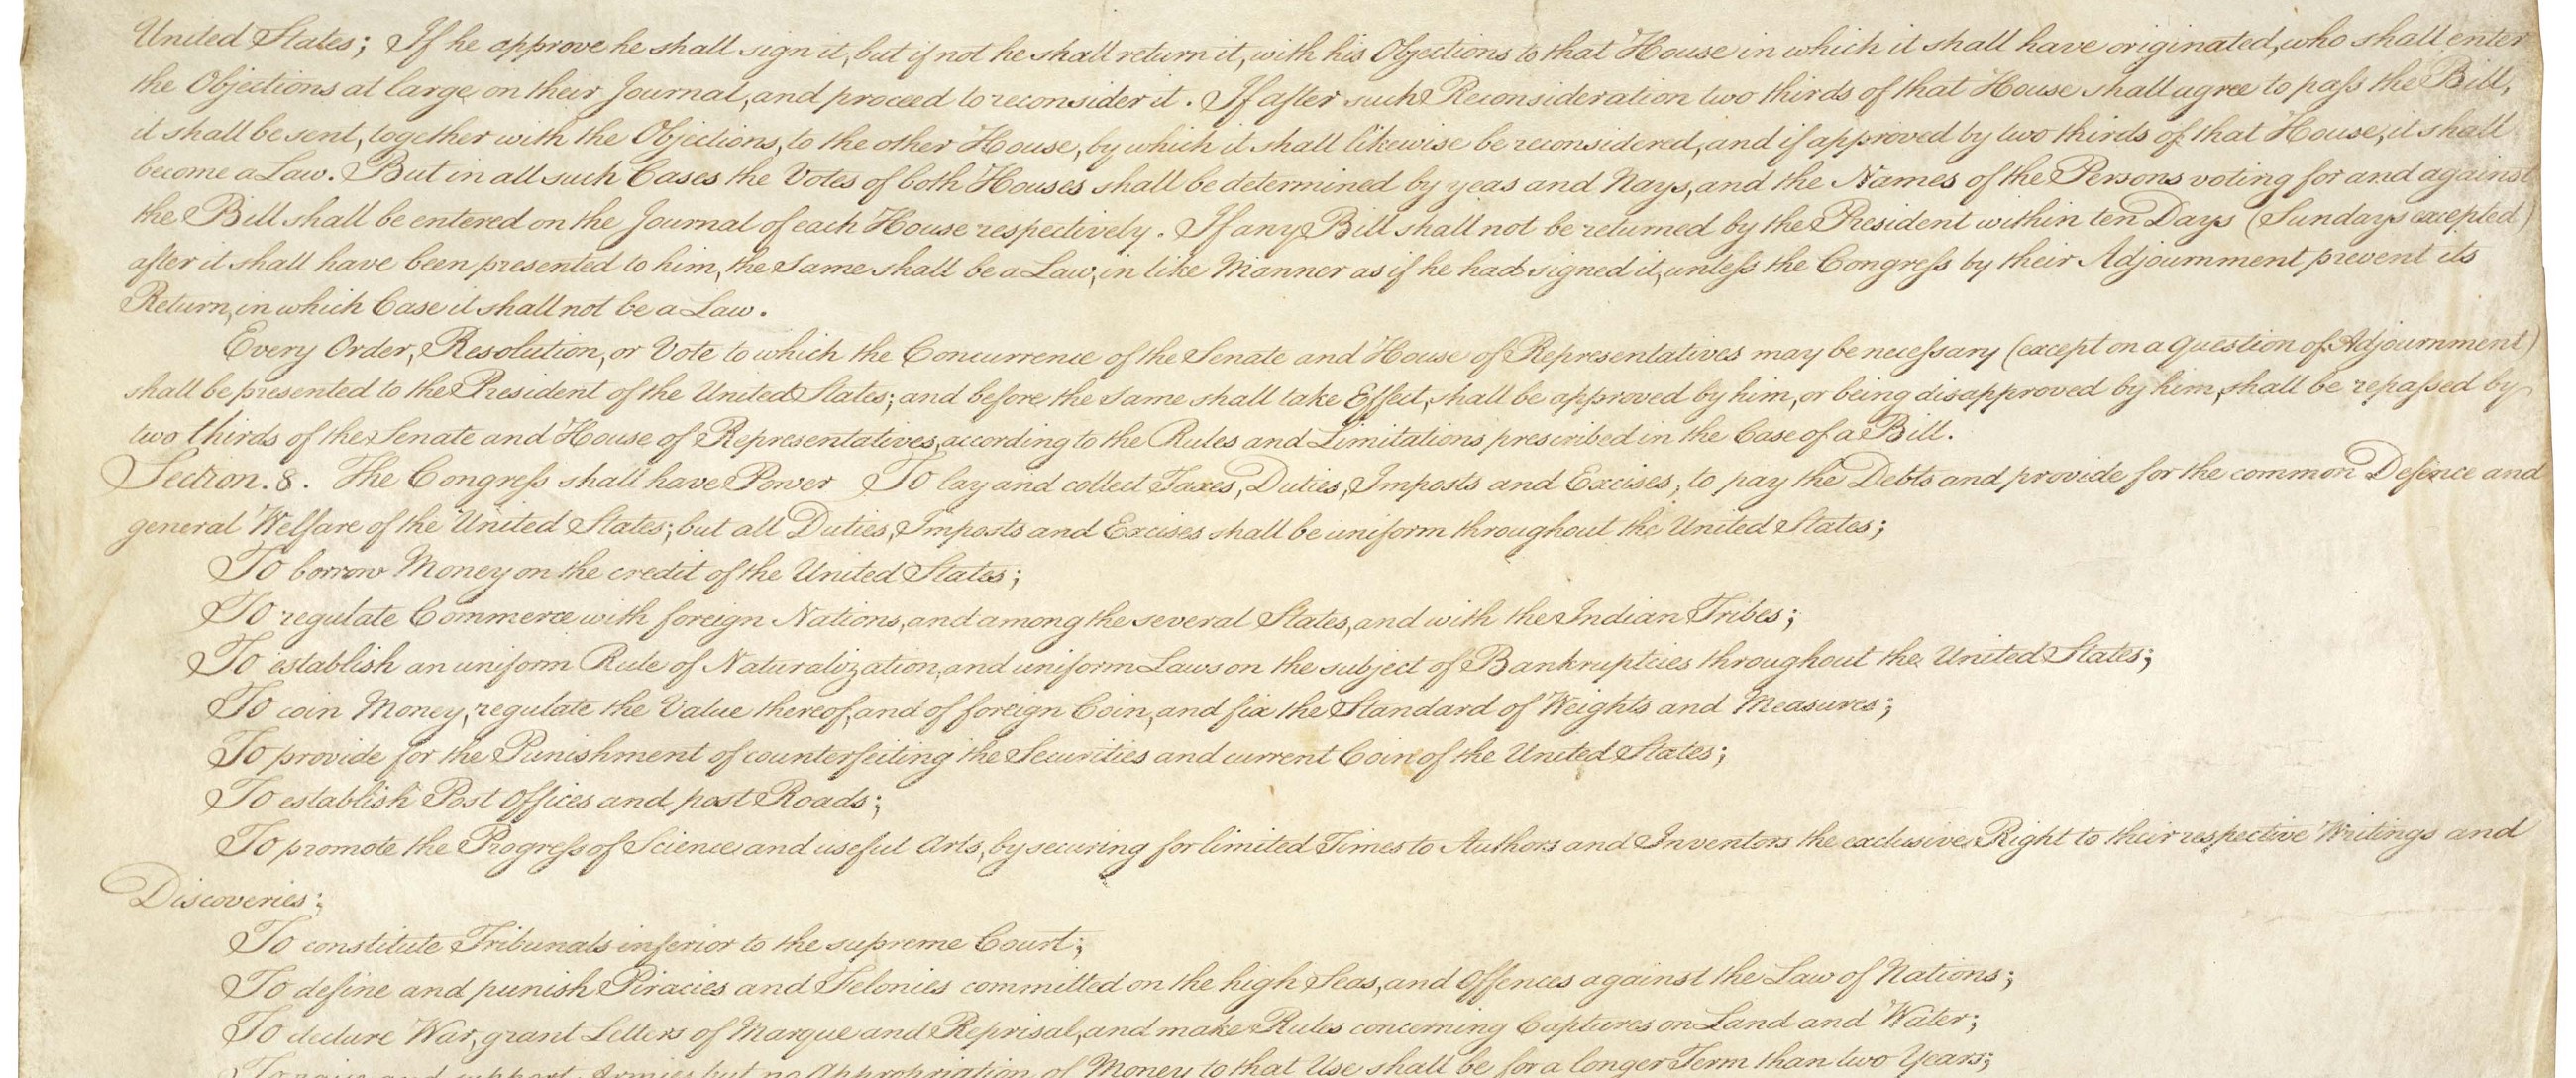 United States; If he approve he shall sign it, but if not he shall return it, with his Objections to that House in which it shall have originated, who shall enter
the Objections at large on their Journal, and proceed to reconsider it. If after such Reconsideration two thirds of that House shall agree to pass the Bill,
it shall be sent, together with the Objections, to the other House, by which it shall likewise be reconsidered, and if approved by two thirds of that House, it shall
become a Law. But in all such Cases the Votes of both Houses shall be determined by yeas and Nays, and the Names of the Persons voting for and against
the Bill shall be entered on the Journal of each House respectively. If any Bill shall not be returned by the President within ten Days (Sundays excepted)
after it shall have been presented to him, the Same shall be a Law, in like Manner as if he had signed it, unless the Congress by their Adjournment prevent its
Return, in which Case it shall not be a Law.
Every Order, Resolution, or Vote to which the Concurrence of the Senate and House of Representatives may be necessary (except on a question of Adjournment)
shall be presented to the President of the United States; and before the Same shall take Effect, shall be approved by him, or being disapproved by him, shall be repassed by
two thirds of the Senate and House of Representatives, according to the Rules and Limitations prescribed in the Case of a Bill.
Section. 8. The Congress shall have Power To lay and collect Taxes, Duties, Imposts and Excises, to pay the Debts and provide for the common Defence and
general Welfare of the United States; but all Duties, Imposts and Excises shall be uniform throughout the United States;
To borrow Money on the credit of the United States;
To regulate Commerce with foreign Nations, and among the several States, and with the Indian Tribes;
To establish an uniform Rule of Naturalization, and uniform Laws on the subject of Bankruptcies throughout the United States;
To coin Money, regulate the Value thereof, and of foreign Coin, and fix the Standard of Weights and Measures;
To provide for the Punishment of counterfeiting the Securities and current Coin of the United States;
To establish Post Offices and post Roads;
To promote the Progress of Science and useful Arts, by securing for limited Times to Authors and Inventors the exclusive Right to their respective Writings and
Discoveries;
To constitute Tribunals inferior to the supreme Court;
To define and punish Piracies and Felonies committed on the high Seas, and Offences against the Law of Nations;
To declare War, grant Letters of Marque and Reprisal, and make Rules concerning Captures on Land and Water;
To raise and support Armies, but no Appropriation of Money to that Use shall be for a longer Term than two Years;